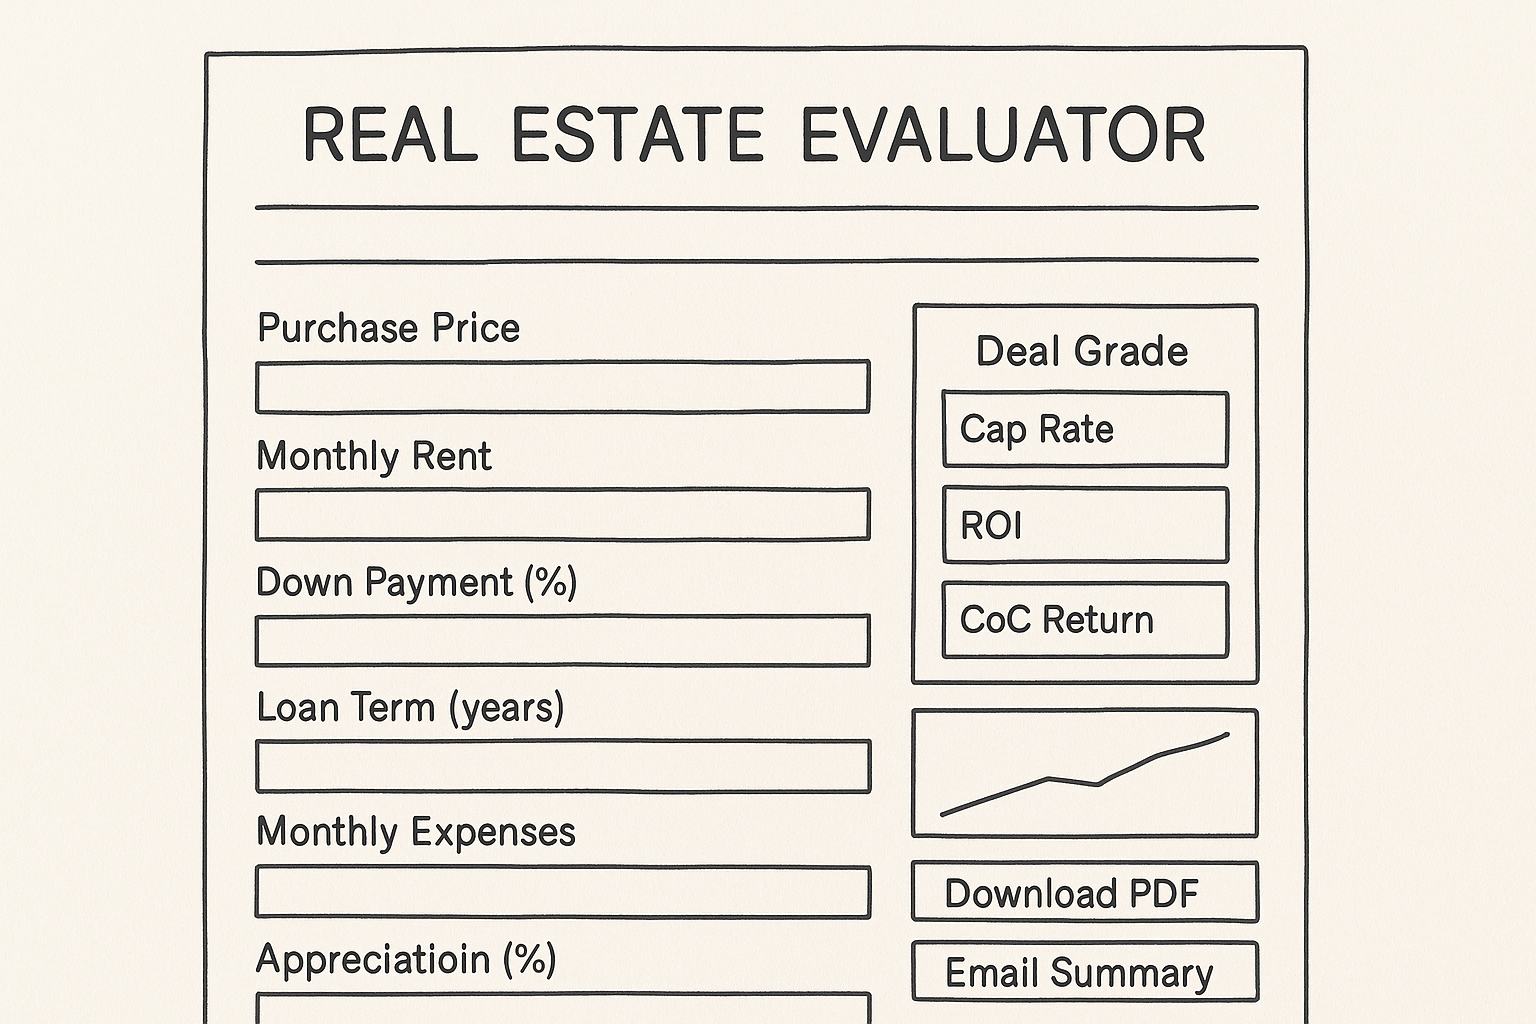 REAL ESTATE EVALUATOR
Purchase Price
Monthly Rent
Down Payment (%)
Loan Term (years)
Monthly Expenses
Appreciatioin (%)
Deal Grade
Cap Rate
ROI
CoC Return
Download PDF
Email Summary